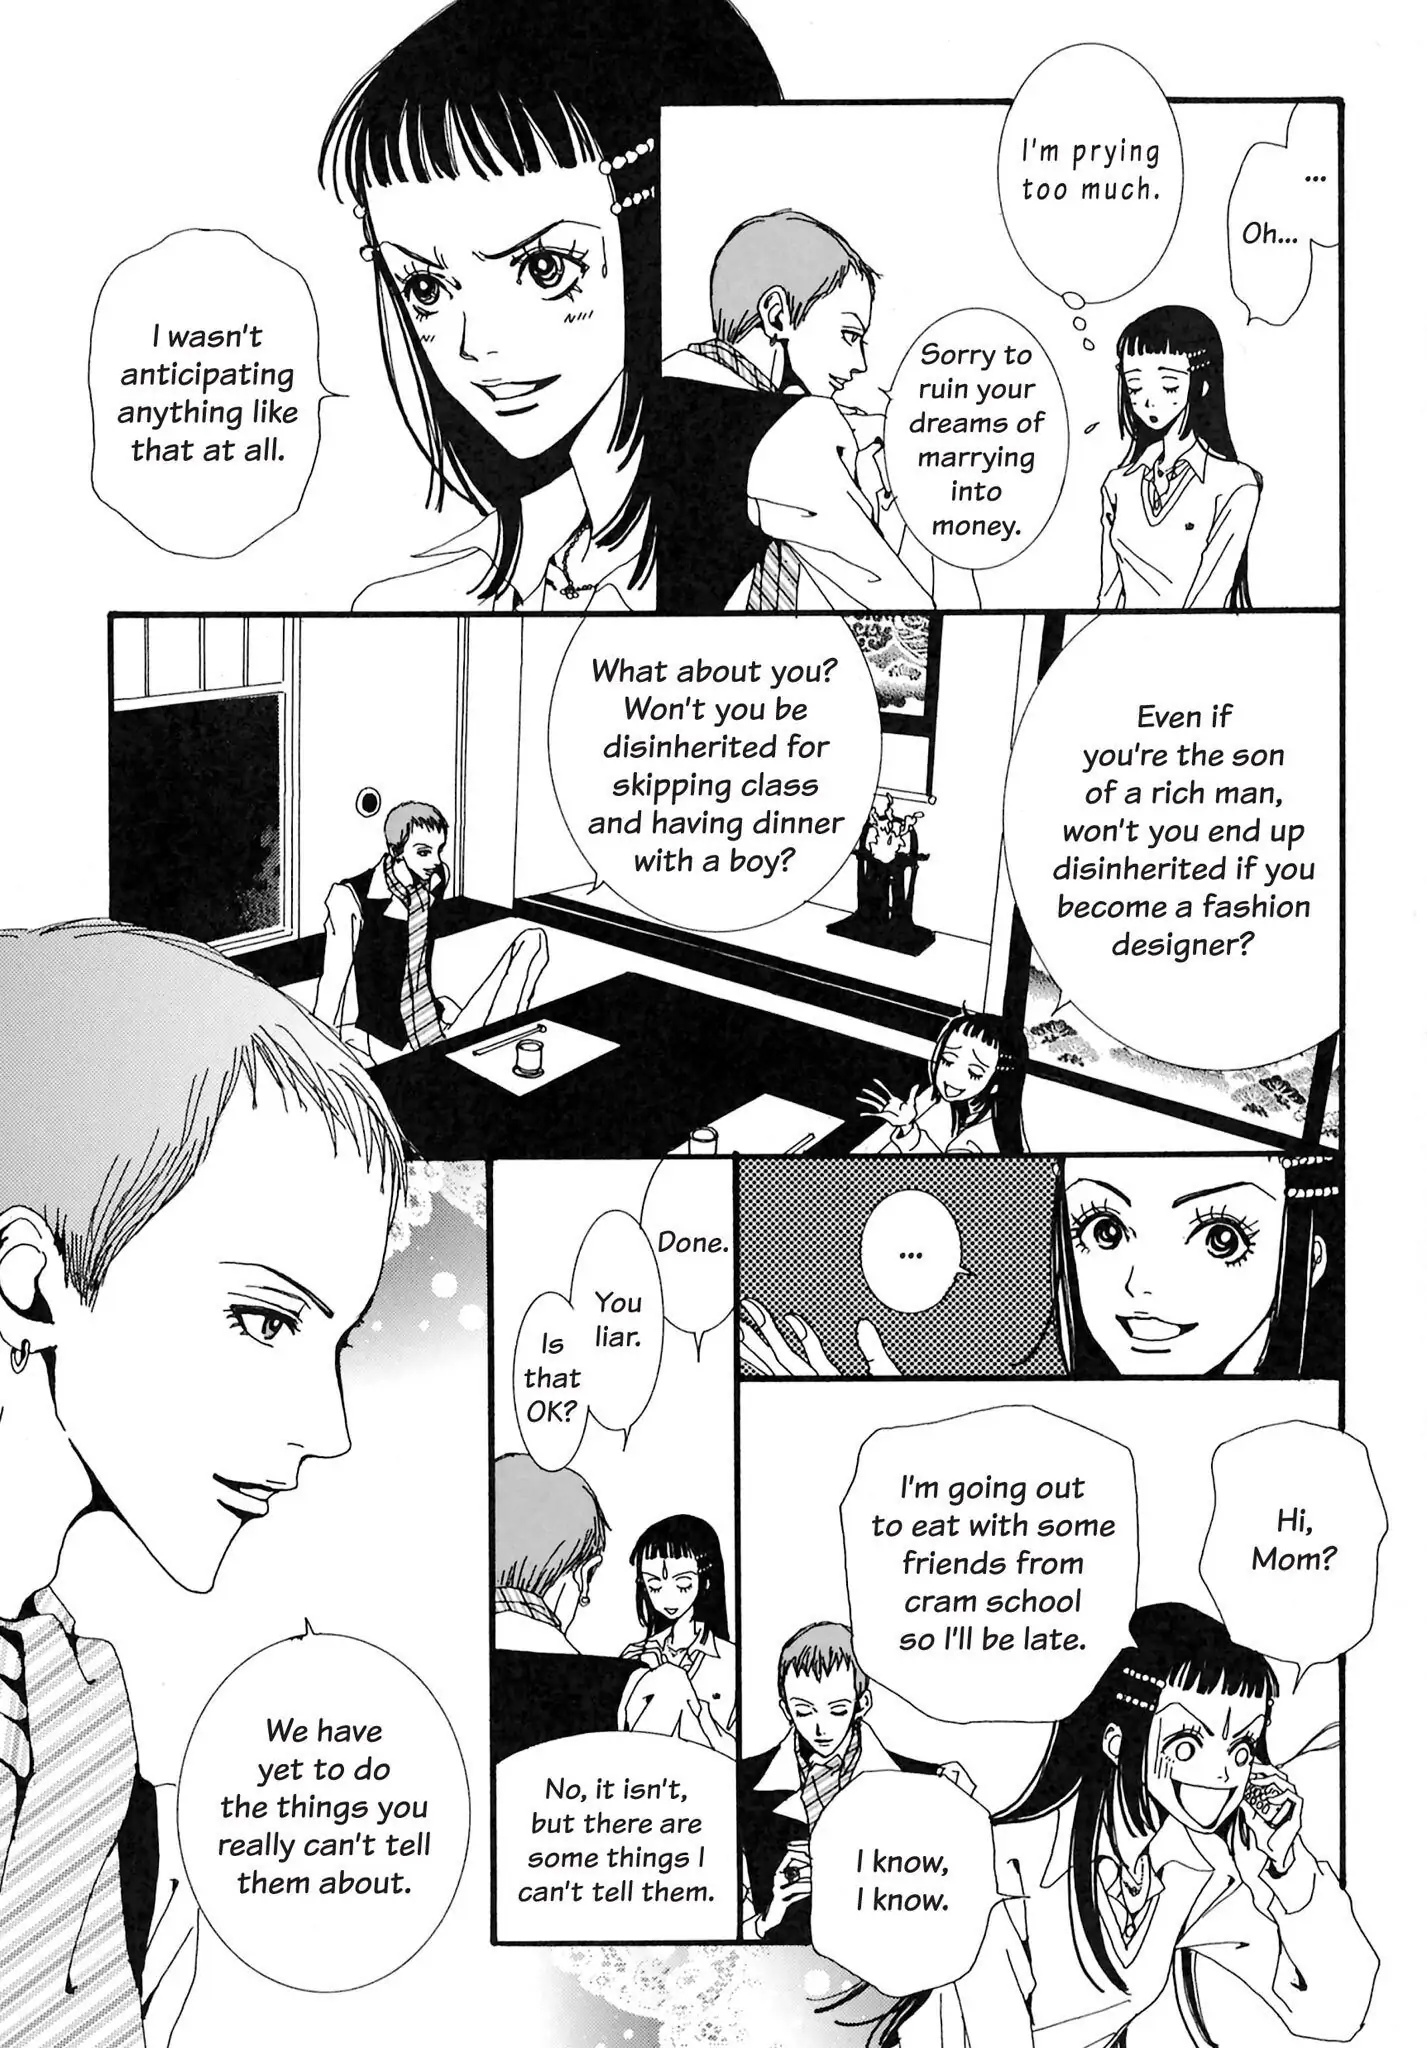 ...
Oh...
I'm prying
too much.
Sorry to
ruin your
dreams of
marrying
into
money.
I wasn't
anticipating
anything like
that at all.
Even if
you're the son
of a rich man,
won't you end up
disinherited if you
become a fashion
designer?
What about you?
Won't you be
disinherited for
skipping class
and having dinner
with a boy?
...
Hi,
Mom?
I'm going out
to eat with some
friends from
cram school
so I'll be late.
I know,
I know.
Done.
You
liar.
Is
that
OK?
No, it isn't,
but there are
some things I
can't tell them.
We have
yet to do
the things you
really can't tell
them about.